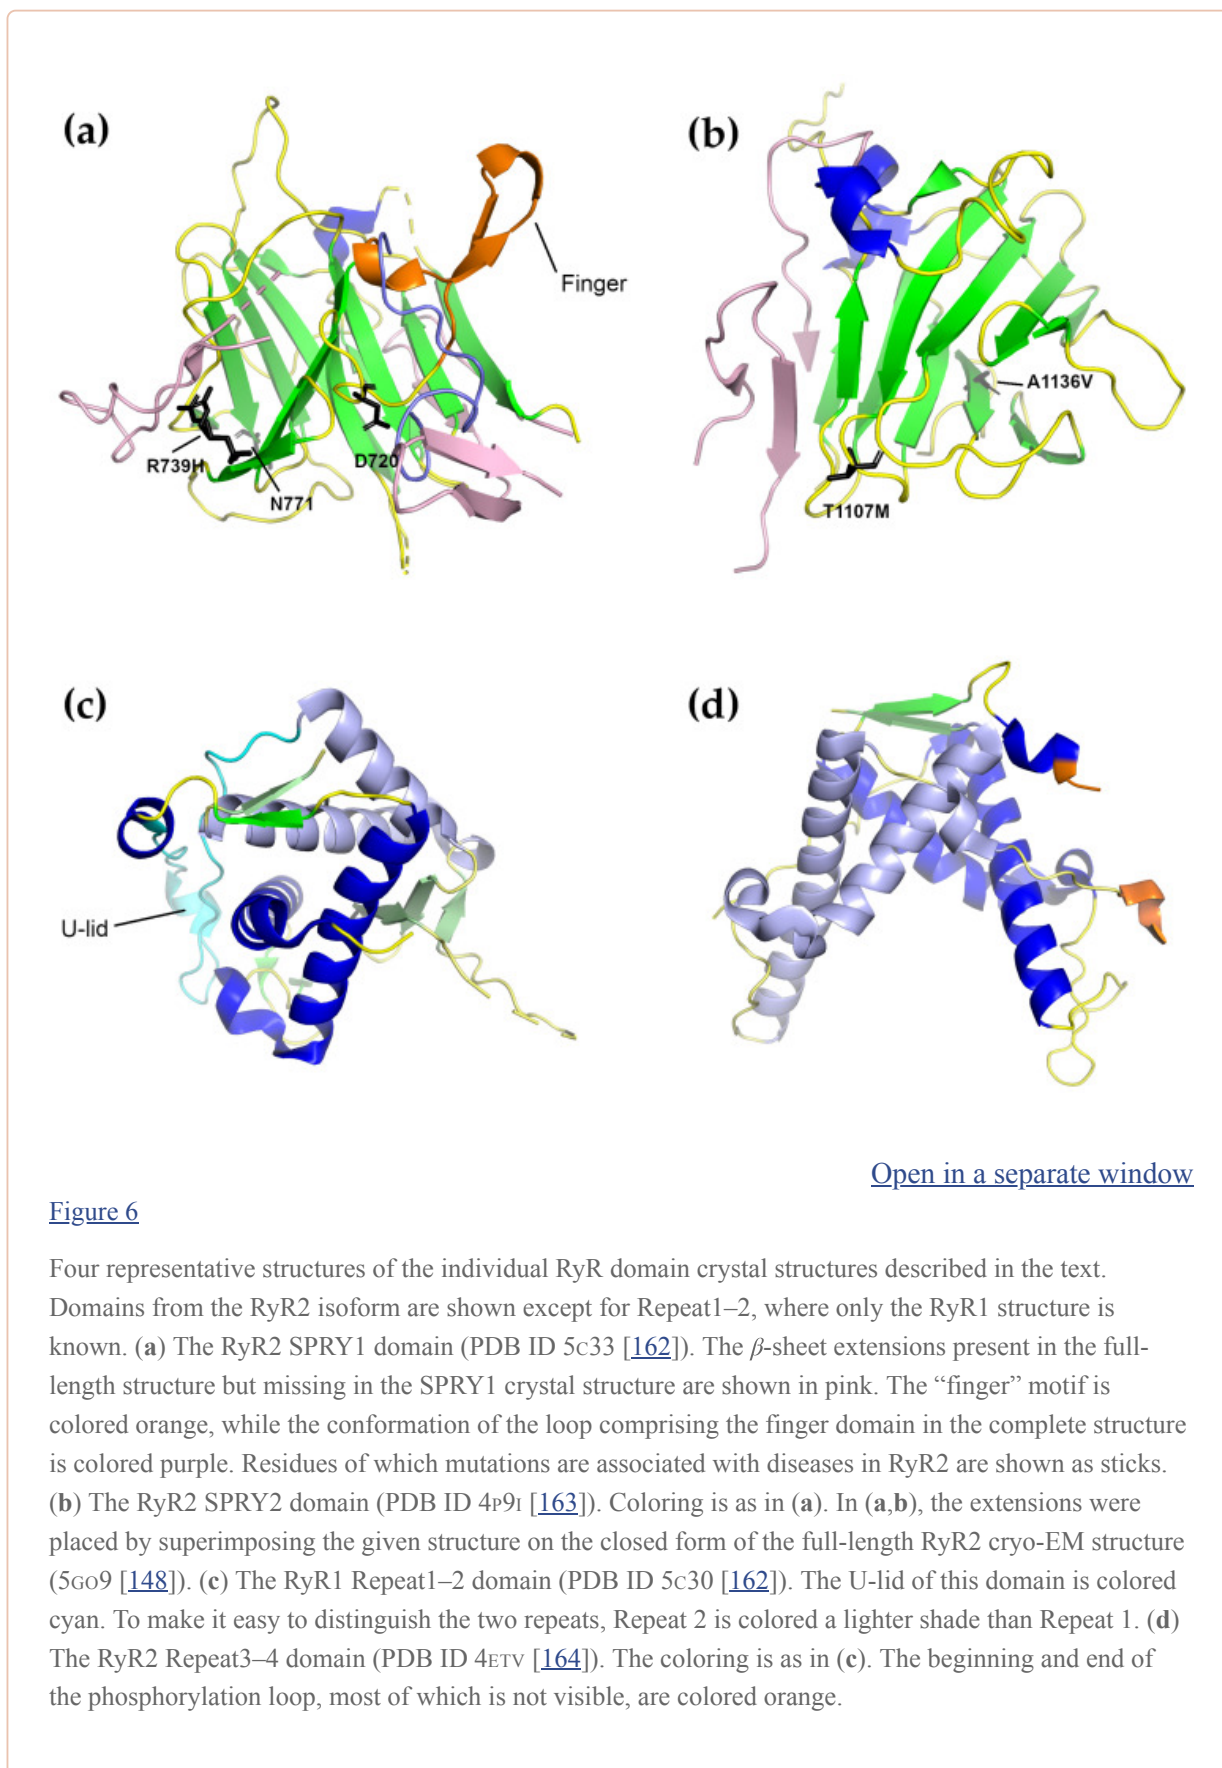 (a)
(b)
Finger
A1136V
R739H
D720
N771
T1107M
(c)
(d)
U-lid
Open in a separate window
Figure 6
Four representative structures of the individual RyR domain crystal structures described in the text.
Domains from the RyR2 isoform are shown except for Repeat1–2, where only the RyR1 structure is
known. (a) The RyR2 SPRY1 domain (PDB ID 5C33 [162]). The β-sheet extensions present in the full-
length structure but missing in the SPRY1 crystal structure are shown in pink. The “finger” motif is
colored orange, while the conformation of the loop comprising the finger domain in the complete structure
is colored purple. Residues of which mutations are associated with diseases in RyR2 are shown as sticks.
(b) The RyR2 SPRY2 domain (PDB ID 4P9I [163]). Coloring is as in (a). In (a,b), the extensions were
placed by superimposing the given structure on the closed form of the full-length RyR2 cryo-EM structure
(5GO9 [148]). (c) The RyR1 Repeat1–2 domain (PDB ID 5C30 [162]). The U-lid of this domain is colored
cyan. To make it easy to distinguish the two repeats, Repeat 2 is colored a lighter shade than Repeat 1. (d)
The RyR2 Repeat3–4 domain (PDB ID 4ETV [164]). The coloring is as in (c). The beginning and end of
the phosphorylation loop, most of which is not visible, are colored orange.